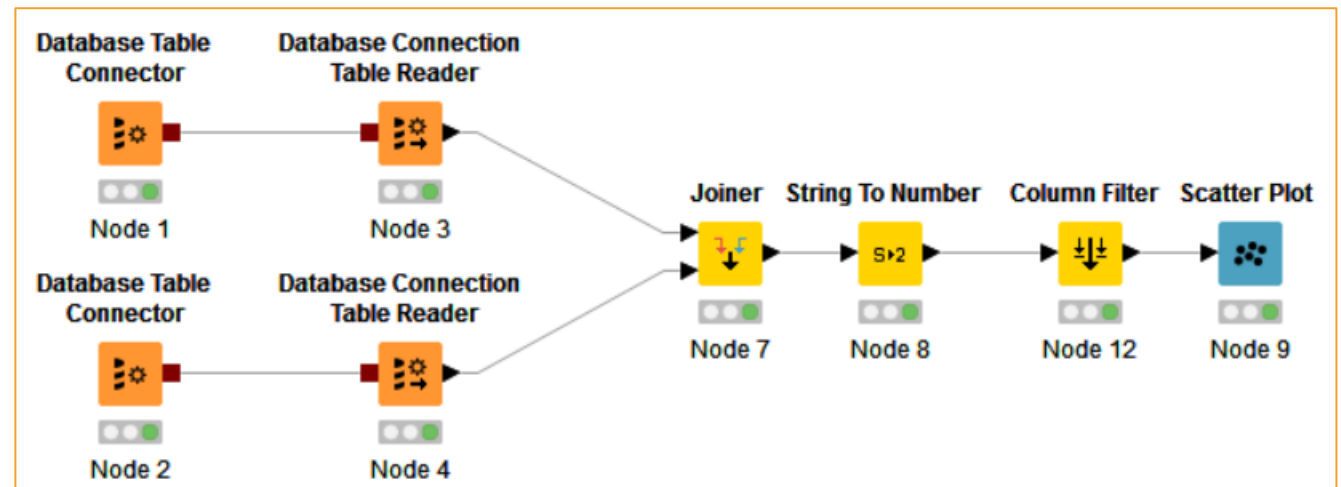 Database Table
Connector
Database Connection
Table Reader
Node 1
Node 3
Joiner
String To Number
Column Filter
Scatter Plot
S▸2
Node 7
Node 8
Node 12
Node 9
Database Table
Connector
Database Connection
Table Reader
Node 2
Node 4